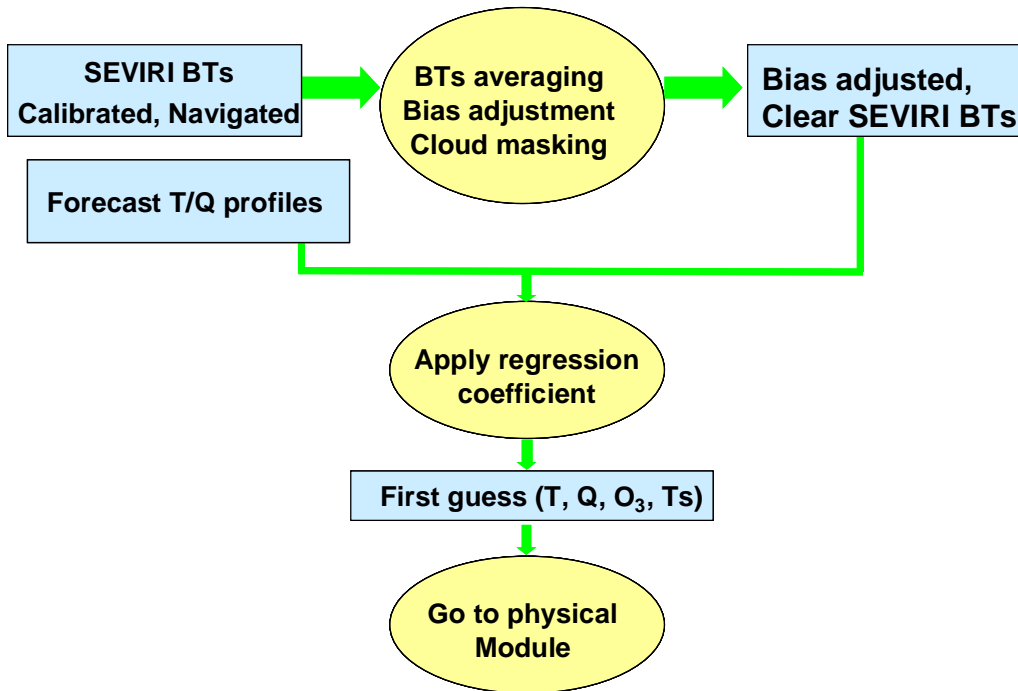 SEVIRI BTs
Calibrated, Navigated
BTs averaging
Bias adjustment
Cloud masking
Bias adjusted,
Clear SEVIRI BTs
Forecast T/Q profiles
Apply regression
coefficient
First guess (T, Q, O₃, Ts)
Go to physical
Module